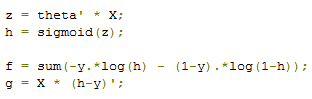 z = theta' * X;
h = sigmoid(z);
f = sum(-y.*log(h) - (1-y).*log(1-h));
g = X * (h-y)';